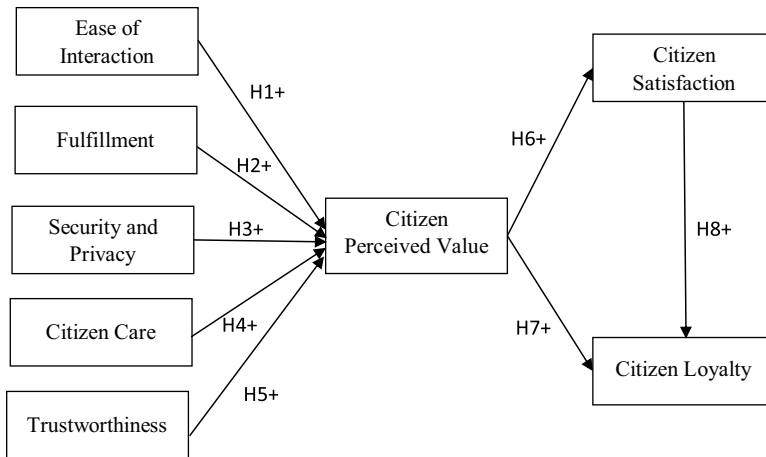 Ease of
Interaction
H1+
Fulfillment
H2+
Security and
Privacy
H3+
Citizen Care
H4+
Trustworthiness
H5+
Citizen
Perceived Value
H6+
H7+
Citizen
Satisfaction
H8+
Citizen Loyalty